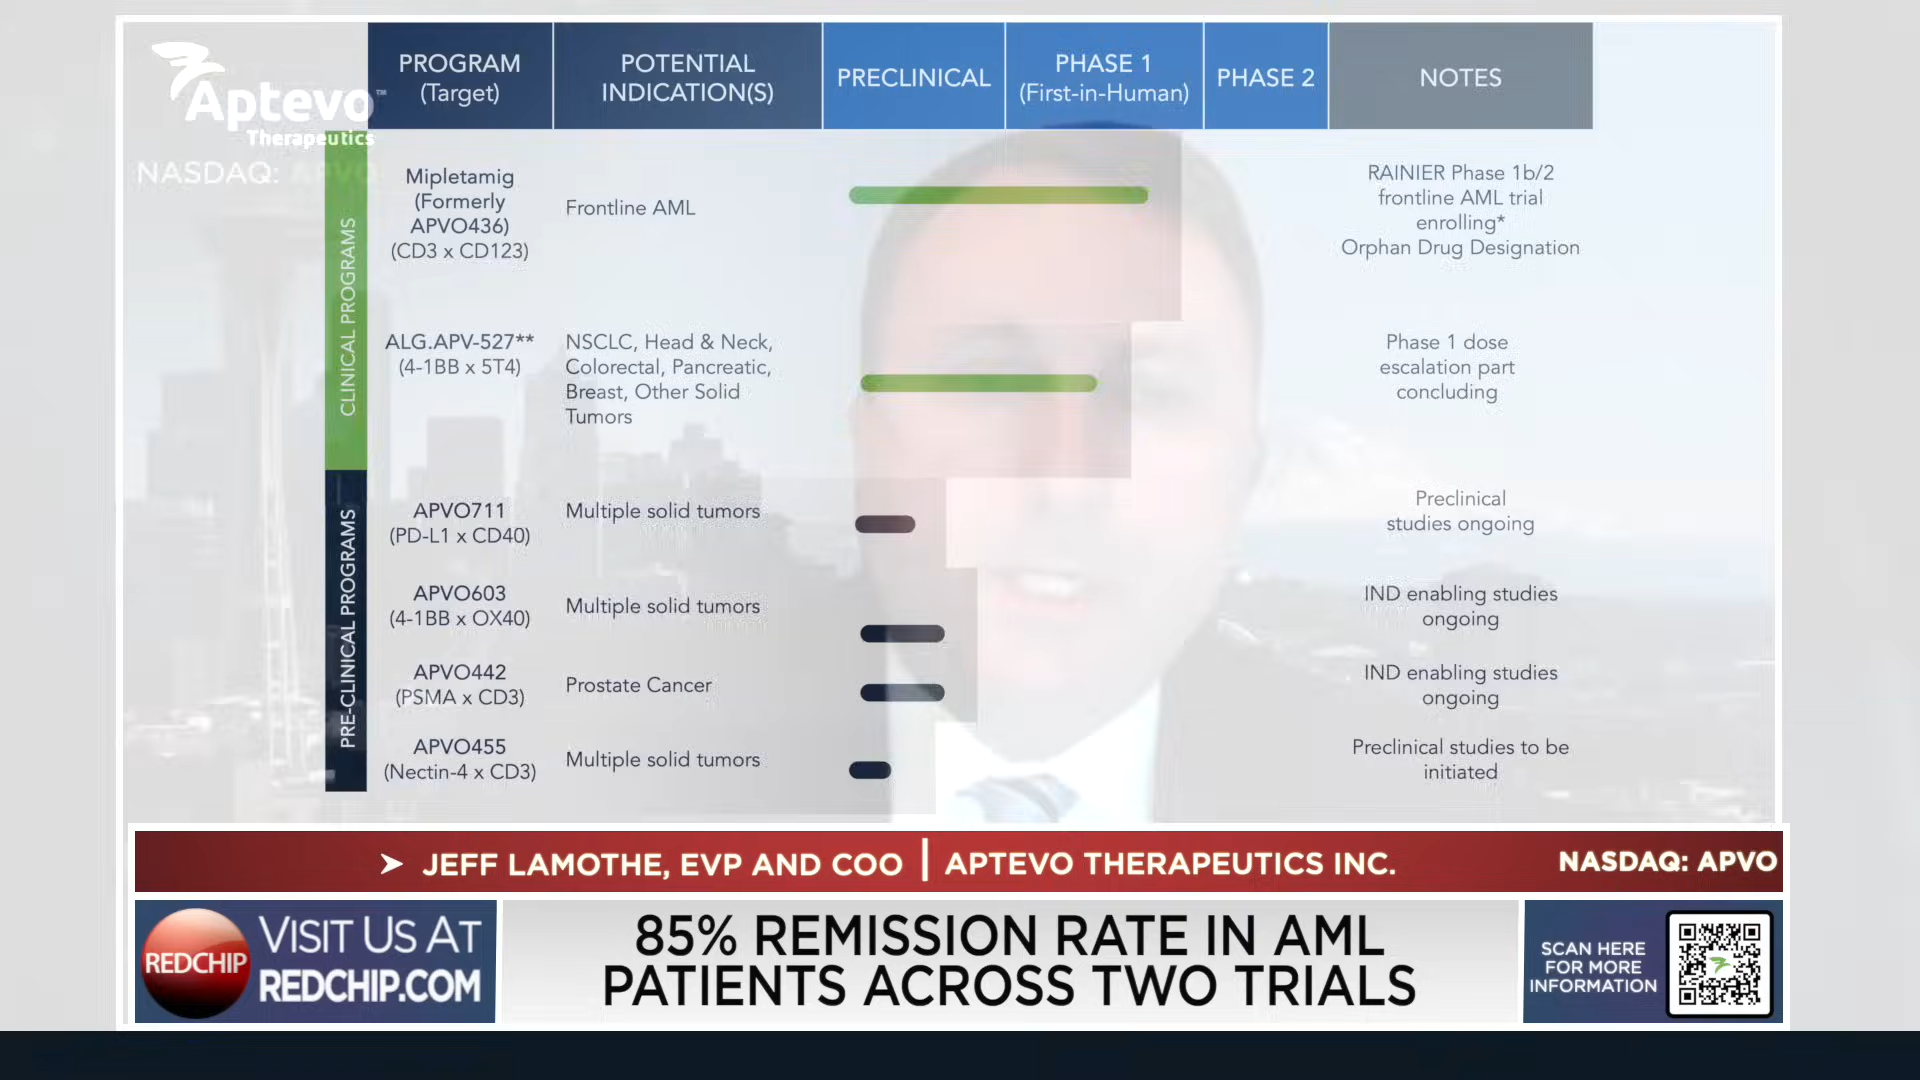 Aptevo™
Therapeutics
NASDAQ: APVO
PROGRAM
(Target)
POTENTIAL
INDICATION(S)
PRECLINICAL
PHASE 1
(First-in-Human)
PHASE 2
NOTES
CLINICAL PROGRAMS
Mipletamig
(Formerly
APVO436)
(CD3 x CD123)
Frontline AML
RAINIER Phase 1b/2
frontline AML trial
enrolling*
Orphan Drug Designation
ALG.APV-527**
(4-1BB x 5T4)
NSCLC, Head & Neck,
Colorectal, Pancreatic,
Breast, Other Solid
Tumors
Phase 1 dose
escalation part
concluding
PRE-CLINICAL PROGRAMS
APVO711
(PD-L1 x CD40)
Multiple solid tumors
Preclinical
studies ongoing
APVO603
(4-1BB x OX40)
Multiple solid tumors
IND enabling studies
ongoing
APVO442
(PSMA x CD3)
Prostate Cancer
IND enabling studies
ongoing
APVO455
(Nectin-4 x CD3)
Multiple solid tumors
Preclinical studies to be
initiated
JEFF LAMOTHE, EVP AND COO | APTEVO THERAPEUTICS INC.
NASDAQ: APVO
REDCHIP
VISIT US AT
REDCHIP.COM
85% REMISSION RATE IN AML
PATIENTS ACROSS TWO TRIALS
SCAN HERE
FOR MORE
INFORMATION